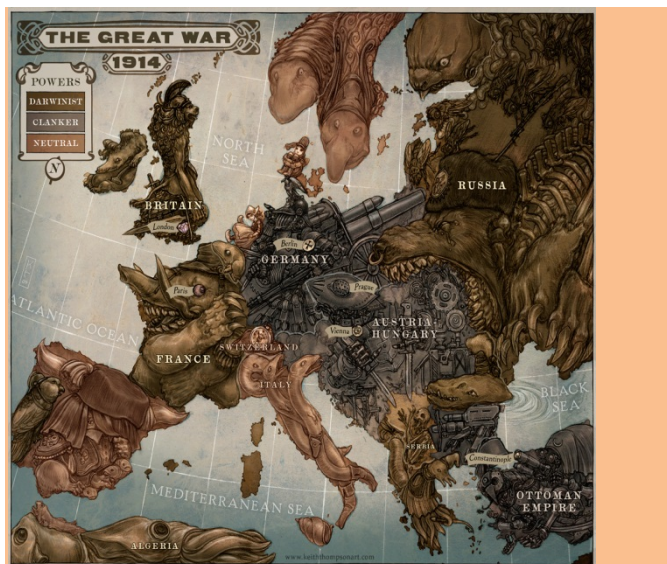 THE GREAT WAR
1914
POWERS
DARWINIST
CLANKER
NEUTRAL
N
NORTH
SEA
BRITAIN
London
RUSSIA
Berlin
GERMANY
Paris
Prague
ATLANTIC OCEAN
Vienna
AUSTRIA-
HUNGARY
SWITZERLAND
FRANCE
ITALY
BLACK
SEA
SERBIA
Constantinople
MEDITERRANEAN SEA
OTTOMAN
EMPIRE
ALGERIA
www.keiththompsonart.com